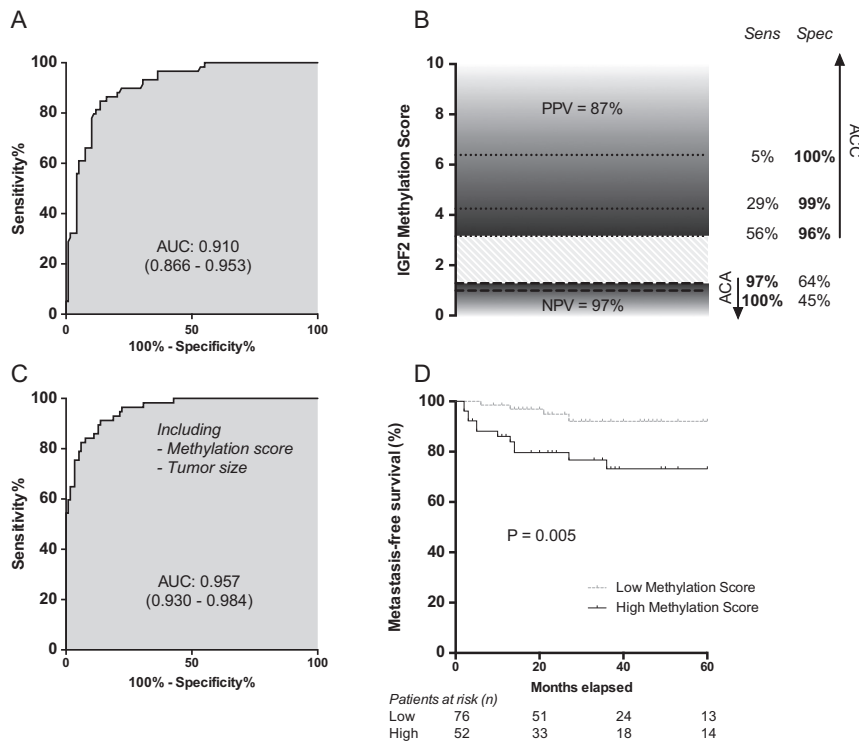 A
100
80
60
40
20
0
Sensitivity%
AUC: 0.910
(0.866 - 0.953)
0
50
100
100% - Specificity%
B
Sens
Spec
10
8
6
4
2
0
IGF2 Methylation Score
PPV = 87%
NPV = 97%
5%
100%
29%
99%
56%
96%
97%
64%
100%
45%
ACC
ACA
C
100
80
60
40
20
0
Sensitivity%
Including
- Methylation score
- Tumor size
AUC: 0.957
(0.930 - 0.984)
0
50
100
100% - Specificity%
D
100
80
60
40
20
0
Metastasis-free survival (%)
P = 0.005
Low Methylation Score
High Methylation Score
0
20
40
60
Months elapsed
Patients at risk (n)
Low 76 51 24 13
High 52 33 18 14